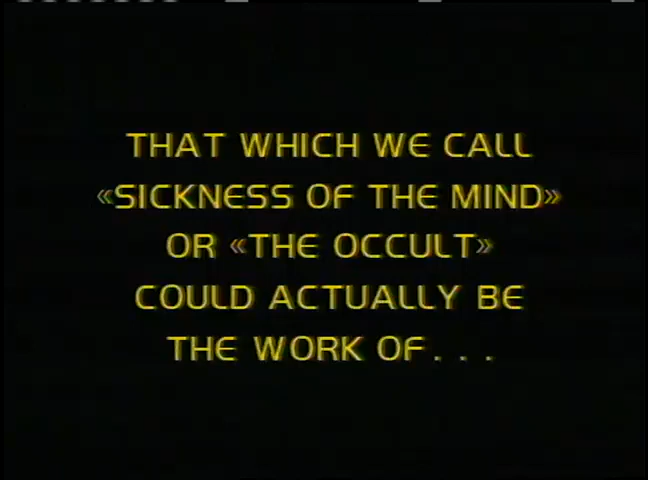 THAT WHICH WE CALL
«SICKNESS OF THE MIND»
OR «THE OCCULT»
COULD ACTUALLY BE
THE WORK OF...